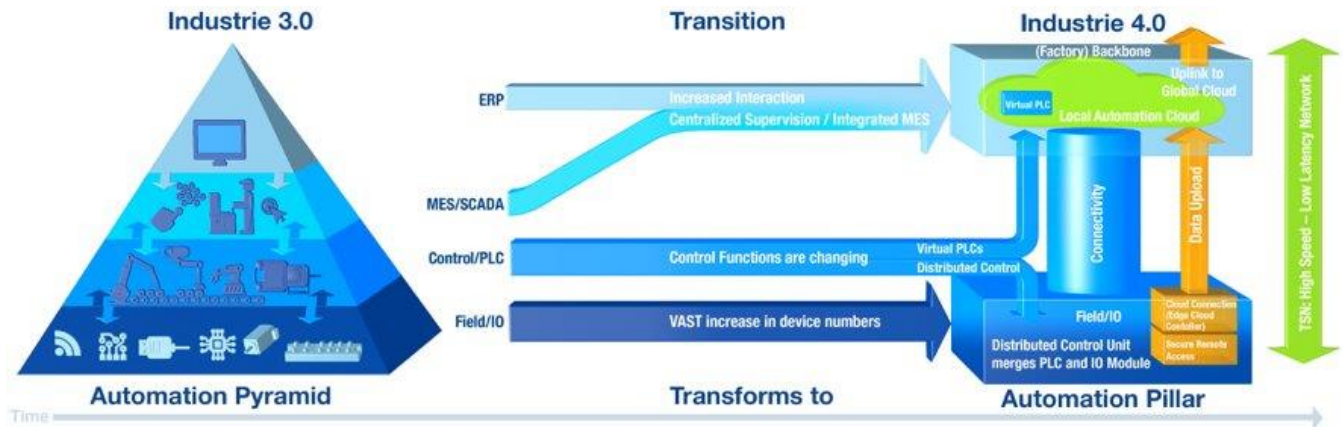 Industrie 3.0
Automation Pyramid
Transition
ERP
Increased Interaction
Centralized Supervision / Integrated MES
MES/SCADA
Control/PLC
Control Functions are changing
Virtual PLCs
Distributed Control
Field/IO
VAST increase in device numbers
Transforms to
Industrie 4.0
(Factory) Backbone
Uplink to
Global Cloud
Virtual PLC
Local Automation Cloud
Connectivity
Data Upload
Field/IO
Cloud Connection
(Edge Cloud
Contoller)
Secure Remote
Access
Distributed Control Unit
merges PLC and IO Module
Automation Pillar
TSN: High Speed – Low Latency Network
Time